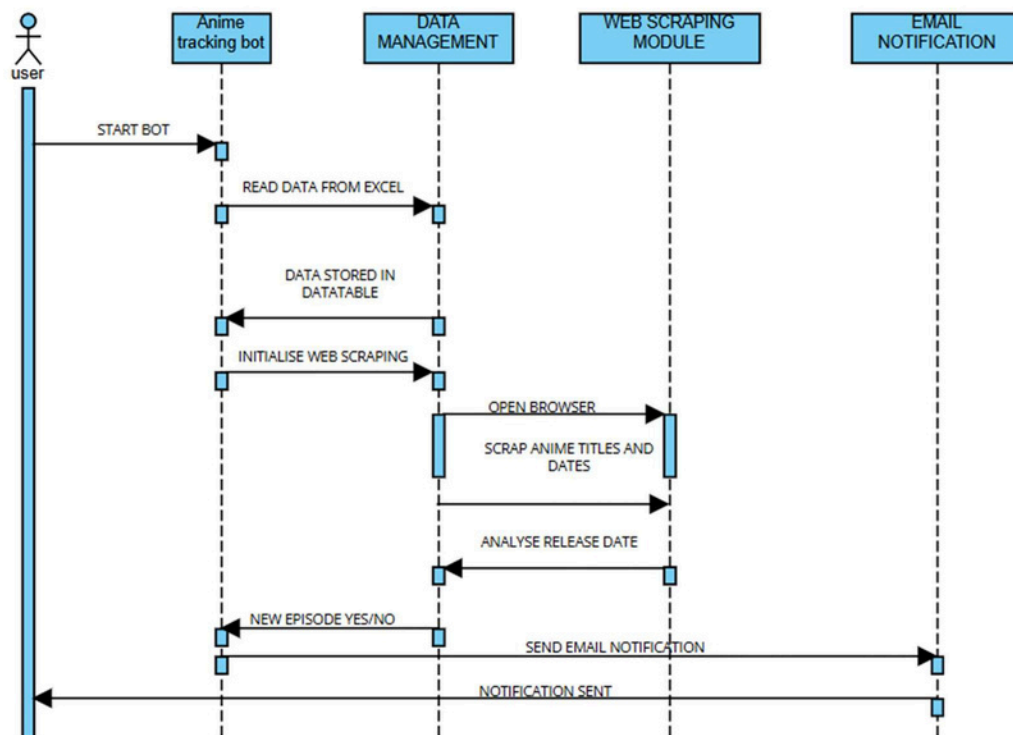 Anime
tracking bot
DATA
MANAGEMENT
WEB SCRAPING
MODULE
EMAIL
NOTIFICATION
user
START BOT
READ DATA FROM EXCEL
DATA STORED IN
DATATABLE
INITIALISE WEB SCRAPING
OPEN BROWSER
SCRAP ANIME TITLES AND
DATES
ANALYSE RELEASE DATE
NEW EPISODE YES/NO
SEND EMAIL NOTIFICATION
NOTIFICATION SENT